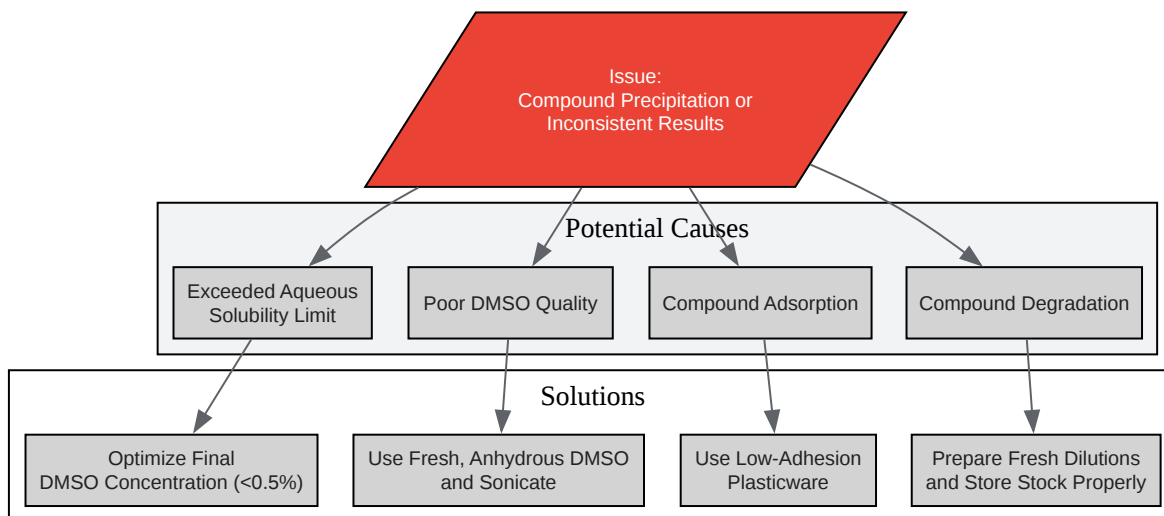 Issue:
Compound Precipitation or
Inconsistent Results
Potential Causes
Exceeded Aqueous
Solubility Limit
Poor DMSO Quality
Compound Adsorption
Compound Degradation
Solutions
Optimize Final
DMSO Concentration (<0.5%)
Use Fresh, Anhydrous DMSO
and Sonicate
Use Low-Adhesion
Plasticware
Prepare Fresh Dilutions
and Store Stock Properly